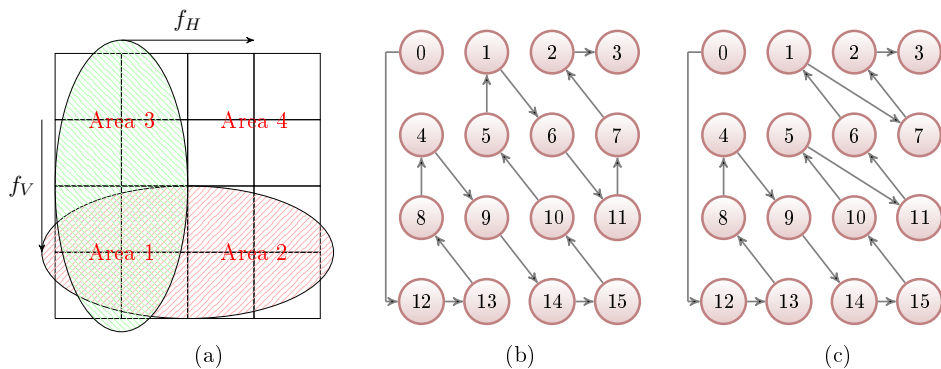 f_H
Area 3
Area 4
f_V
Area 1
Area 2
(a)
0 1 2 3
4 5 6 7
8 9 10 11
12 13 14 15
(b)
0 1 2 3
4 5 6 7
8 9 10 11
12 13 14 15
(c)